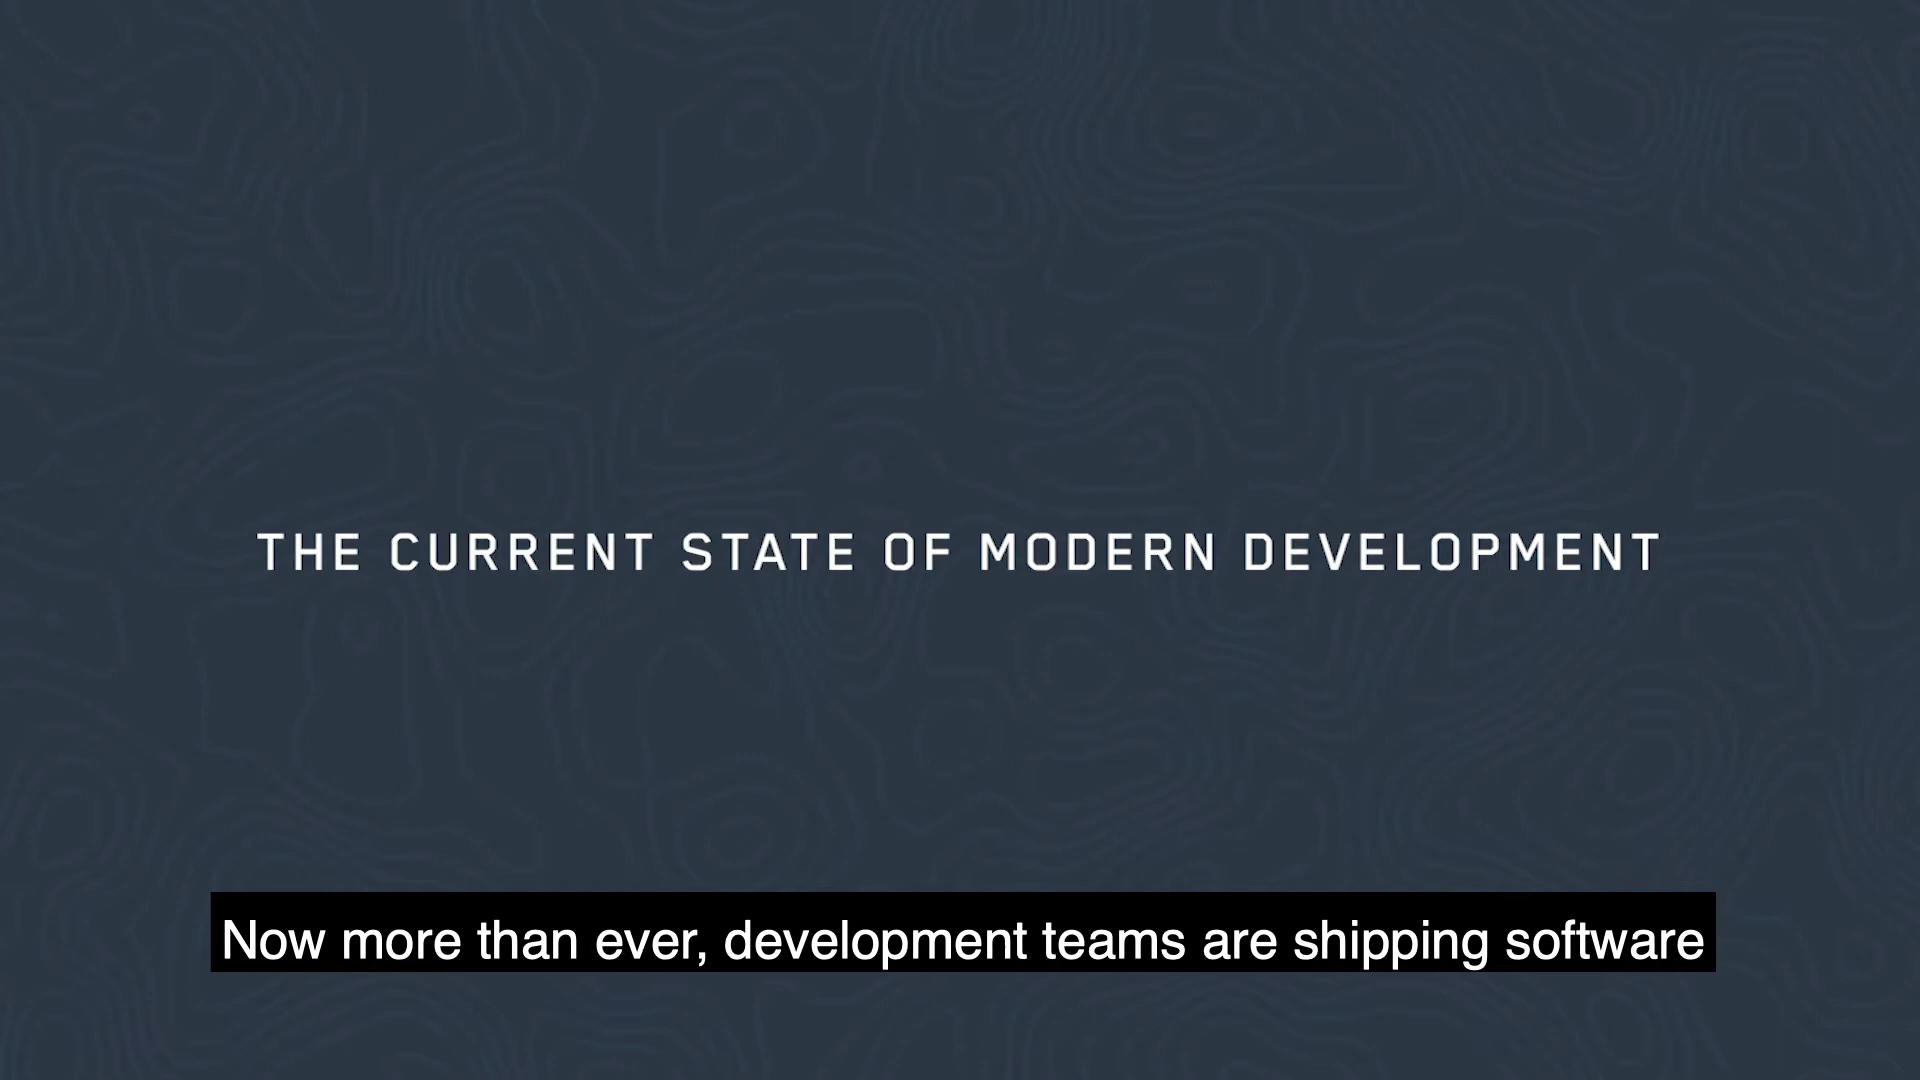 THE CURRENT STATE OF MODERN DEVELOPMENT
Now more than ever, development teams are shipping software